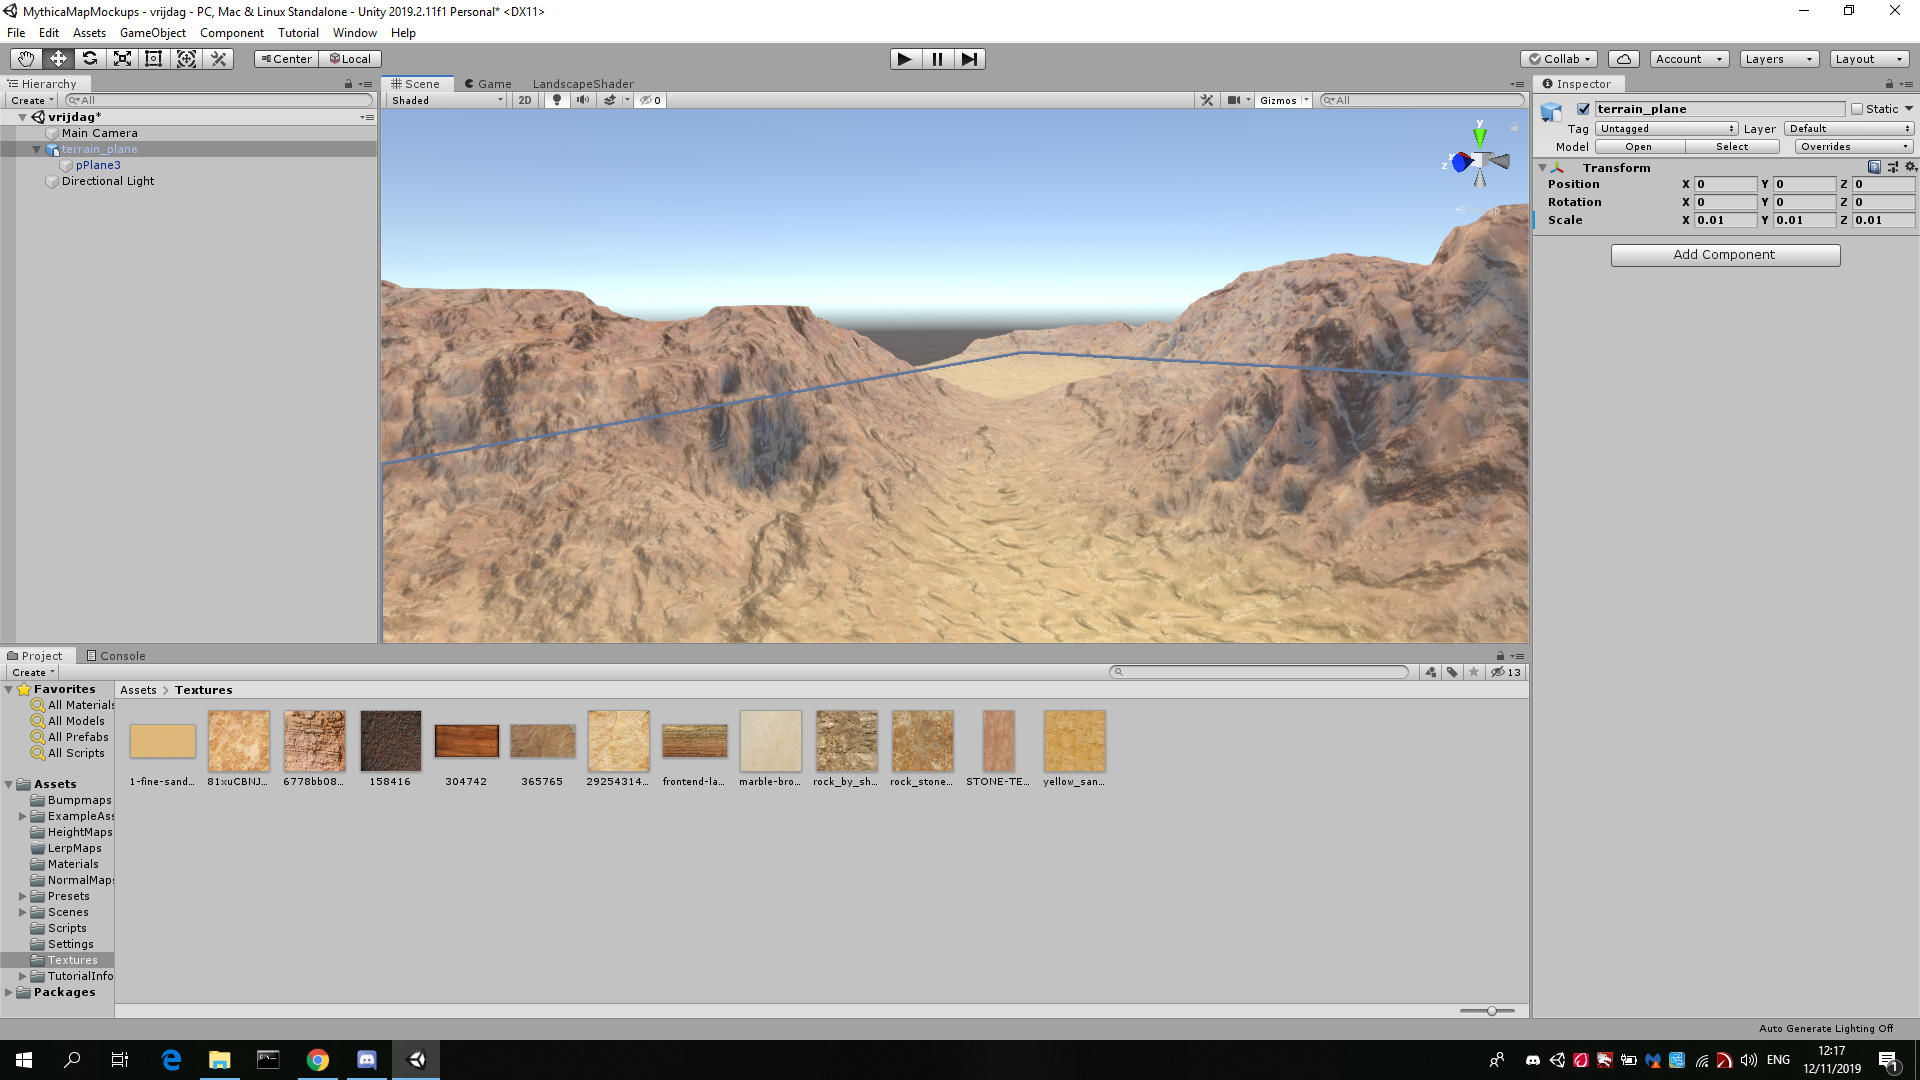 MythicaMapMockups - vrijdag - PC, Mac & Linux Standalone - Unity 2019.2.11f1 Personal* <DX11>
File Edit Assets GameObject Component Tutorial Window Help
Center Local Collab Account Layers Layout
Hierarchy
Create All
vrijdag*
Main Camera
terrain_plane
pPlane3
Directional Light
Scene Game LandscapeShader
Shaded 2D 0 Gizmos All
y
x
z
Inspector
terrain_plane Static
Tag Untagged Layer Default
Model Open Select Overrides
Transform
Position X 0 Y 0 Z 0
Rotation X 0 Y 0 Z 0
Scale X 0.01 Y 0.01 Z 0.01
Add Component
Project Console
Create 13
Favorites
All Materials
All Models
All Prefabs
All Scripts
Assets
Bumpmaps
ExampleAss
HeightMaps
LerpMaps
Materials
NormalMaps
Presets
Scenes
Scripts
Settings
Textures
TutorialInfo
Packages
Assets > Textures
1-fine-sand... 81xuCBNJ... 6778bb08... 158416 304742 365765 29254314... frontend-la... marble-bro... rock_by_sh... rock_stone... STONE-TE... yellow_san...
Auto Generate Lighting Off
ENG
12:17
12/11/2019
1